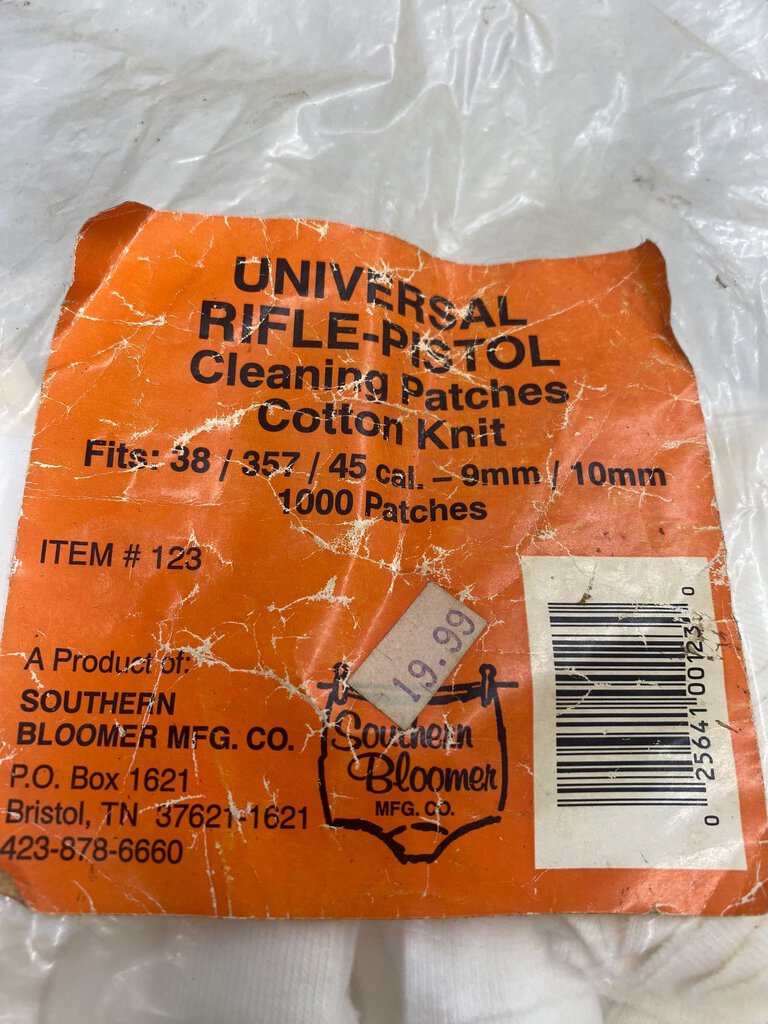 UNIVERSAL
RIFLE-PISTOL
Cleaning Patches
Cotton Knit
Fits: 38 / 357 / 45 cal. – 9mm / 10mm
1000 Patches
ITEM # 123
19.99
A Product of:
SOUTHERN
BLOOMER MFG. CO.
P.O. Box 1621
Bristol, TN 37621-1621
423-878-6660
Southern
Bloomer
MFG. CO.
0 25641 00123 0